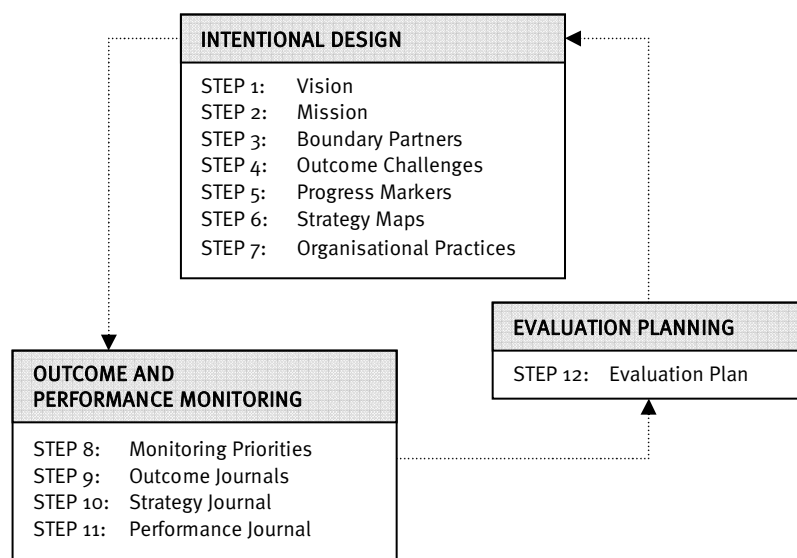 INTENTIONAL DESIGN
STEP 1: Vision
STEP 2: Mission
STEP 3: Boundary Partners
STEP 4: Outcome Challenges
STEP 5: Progress Markers
STEP 6: Strategy Maps
STEP 7: Organisational Practices
OUTCOME AND
PERFORMANCE MONITORING
STEP 8: Monitoring Priorities
STEP 9: Outcome Journals
STEP 10: Strategy Journal
STEP 11: Performance Journal
EVALUATION PLANNING
STEP 12: Evaluation Plan